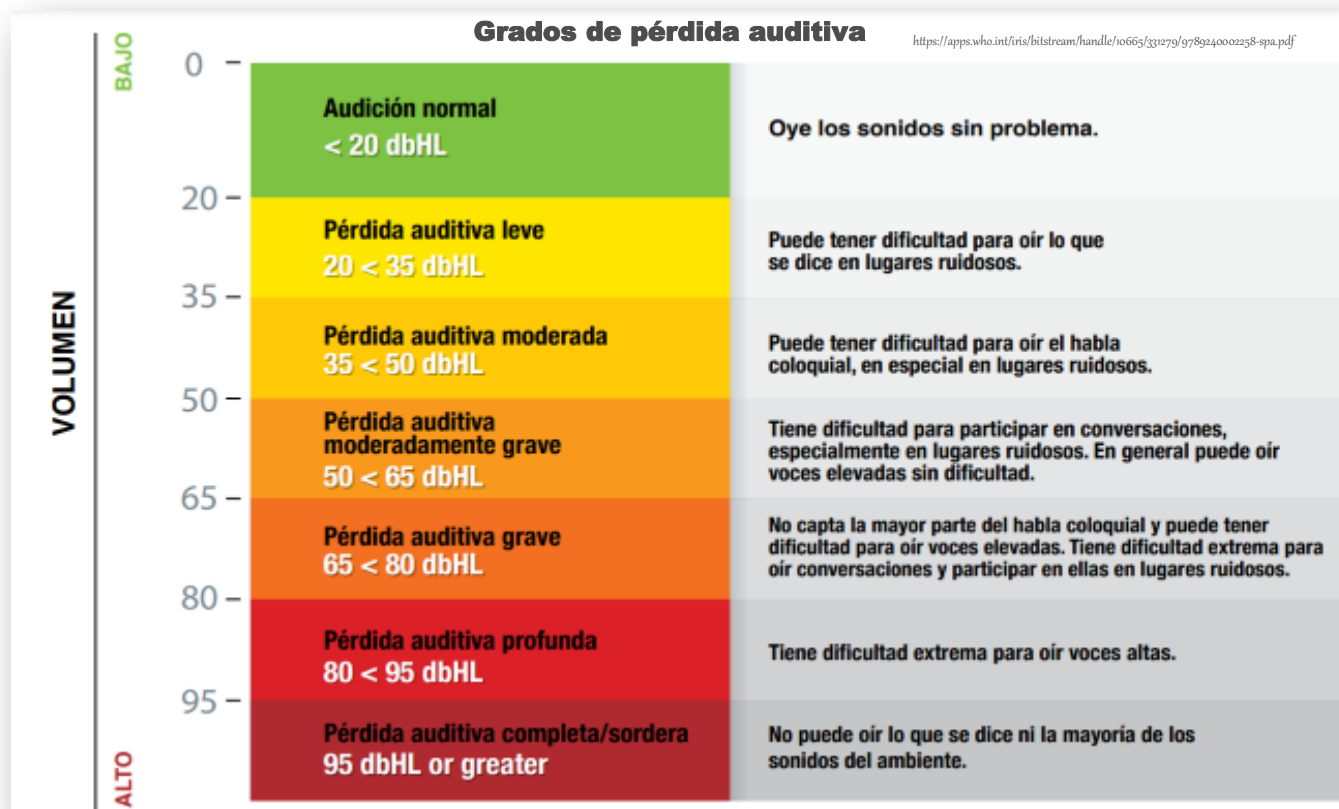 Grados de pérdida auditiva
https://apps.who.int/iris/bitstream/handle/10665/331279/9789240002258-spa.pdf
VOLUMEN
BAJO
0
Audición normal
< 20 dbHL
Oye los sonidos sin problema.
20
Pérdida auditiva leve
20 < 35 dbHL
Puede tener dificultad para oír lo que
se dice en lugares ruidosos.
35
Pérdida auditiva moderada
35 < 50 dbHL
Puede tener dificultad para oír el habla
coloquial, en especial en lugares ruidosos.
50
Pérdida auditiva
moderadamente grave
50 < 65 dbHL
Tiene dificultad para participar en conversaciones,
especialmente en lugares ruidosos. En general puede oír
voces elevadas sin dificultad.
65
Pérdida auditiva grave
65 < 80 dbHL
No capta la mayor parte del habla coloquial y puede tener
dificultad para oír voces elevadas. Tiene dificultad extrema para
oír conversaciones y participar en ellas en lugares ruidosos.
80
Pérdida auditiva profunda
80 < 95 dbHL
Tiene dificultad extrema para oír voces altas.
95
Pérdida auditiva completa/sordera
95 dbHL or greater
No puede oír lo que se dice ni la mayoría de los
sonidos del ambiente.
ALTO